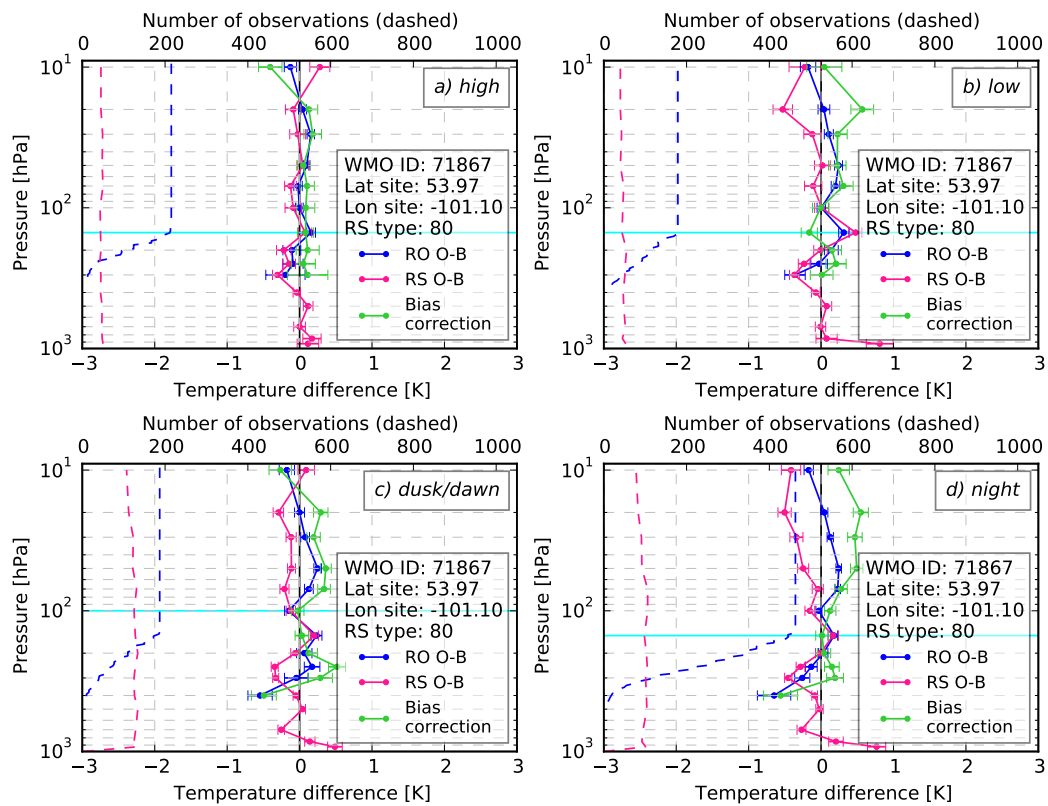 Number of observations (dashed)
0 200 400 600 800 1000
Pressure [hPa]
10¹
10²
10³
a) high
WMO ID: 71867
Lat site: 53.97
Lon site: -101.10
RS type: 80
RO O-B
RS O-B
Bias
correction
−3 −2 −1 0 1 2 3
Temperature difference [K]
Number of observations (dashed)
0 200 400 600 800 1000
Pressure [hPa]
10¹
10²
10³
b) low
WMO ID: 71867
Lat site: 53.97
Lon site: -101.10
RS type: 80
RO O-B
RS O-B
Bias
correction
−3 −2 −1 0 1 2 3
Temperature difference [K]
Number of observations (dashed)
0 200 400 600 800 1000
Pressure [hPa]
10¹
10²
10³
c) dusk/dawn
WMO ID: 71867
Lat site: 53.97
Lon site: -101.10
RS type: 80
RO O-B
RS O-B
Bias
correction
−3 −2 −1 0 1 2 3
Temperature difference [K]
Number of observations (dashed)
0 200 400 600 800 1000
Pressure [hPa]
10¹
10²
10³
d) night
WMO ID: 71867
Lat site: 53.97
Lon site: -101.10
RS type: 80
RO O-B
RS O-B
Bias
correction
−3 −2 −1 0 1 2 3
Temperature difference [K]